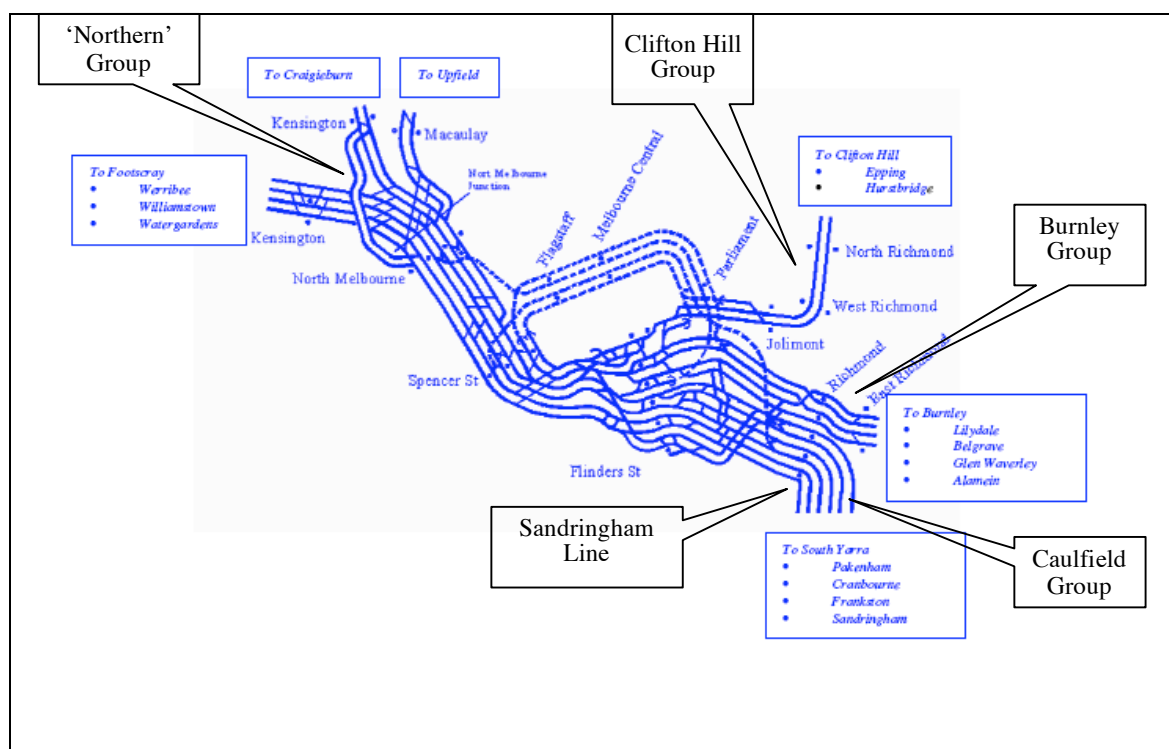 ‘Northern’
Group
Clifton Hill
Group
To Craigieburn
To Upfield
Kensington
Macaulay
Nort Melbourne
Junction
To Footscray
Werribee
Williamstown
Watergardens
Kensington
North Melbourne
Flagstaff
Melbourne Central
Parliament
To Clifton Hill
Epping
Hurstbridge
North Richmond
West Richmond
Jolimont
Burnley
Group
Spencer St
Richmond
East Richmond
Flinders St
To Burnley
Lilydale
Belgrave
Glen Waverley
Alamein
Sandringham
Line
To South Yarra
Pakenham
Cranbourne
Frankston
Sandringham
Caulfield
Group